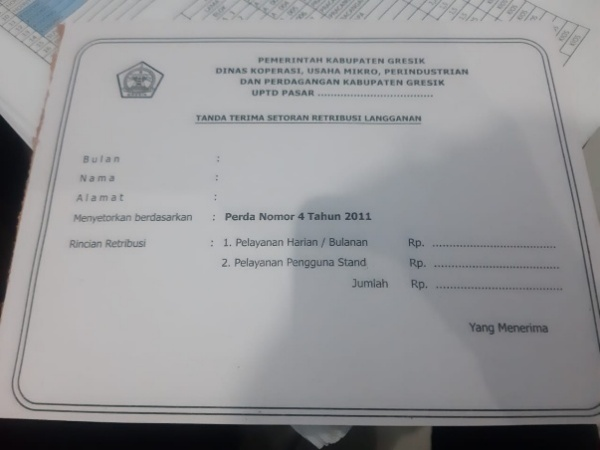 PEMERINTAH KABUPATEN GRESIK
DINAS KOPERASI, USAHA MIKRO, PERINDUSTRIAN
DAN PERDAGANGAN KABUPATEN GRESIK
UPTD PASAR ....................................
TANDA TERIMA SETORAN RETRIBUSI LANGGANAN
Bulan :
Nama :
Alamat :
Menyetorkan berdasarkan : Perda Nomor 4 Tahun 2011
Rincian Retribusi : 1. Pelayanan Harian / Bulanan Rp. ....................................
2. Pelayanan Pengguna Stand Rp. ....................................
Jumlah Rp. ....................................
Yang Menerima